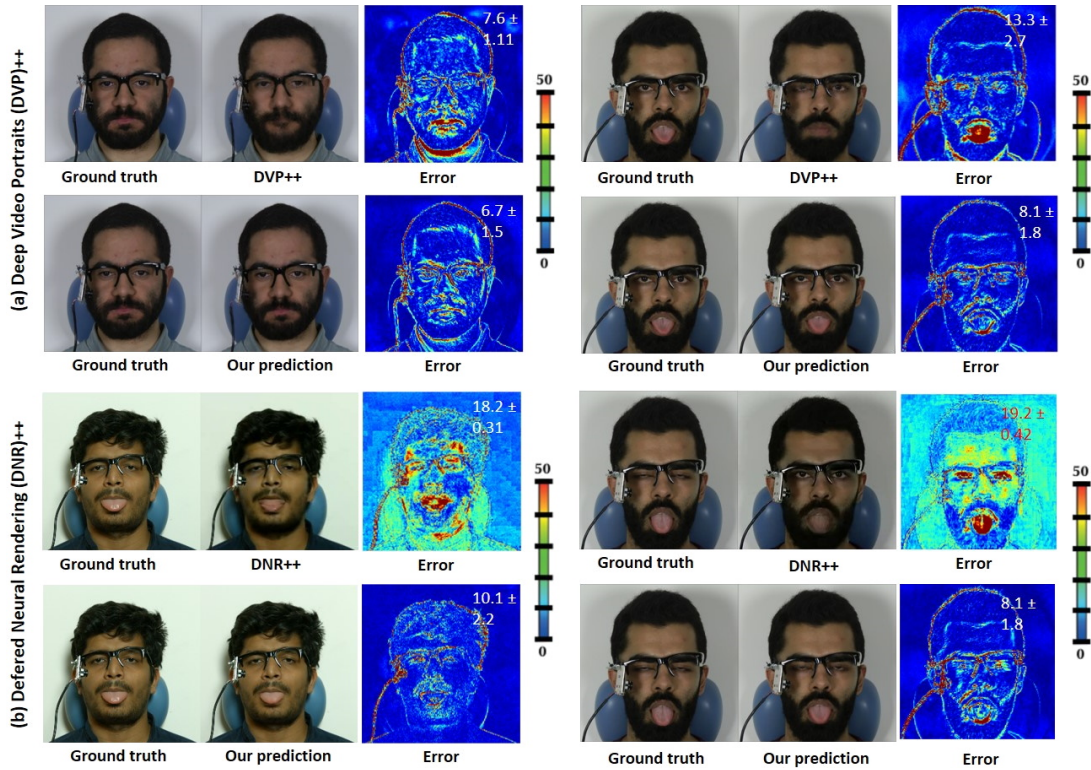 (a) Deep Video Portraits (DVP)++
7.6 ±
1.11
50
0
Ground truth
DVP++
Error
13.3 ±
2.7
50
0
Ground truth
DVP++
Error
6.7 ±
1.5
Ground truth
Our prediction
Error
8.1 ±
1.8
Ground truth
Our prediction
Error
(b) Defered Neural Rendering (DNR)++
18.2 ±
0.31
50
0
Ground truth
DNR++
Error
19.2 ±
0.42
50
0
Ground truth
DNR++
Error
10.1 ±
2.2
Ground truth
Our prediction
Error
8.1 ±
1.8
Ground truth
Our prediction
Error